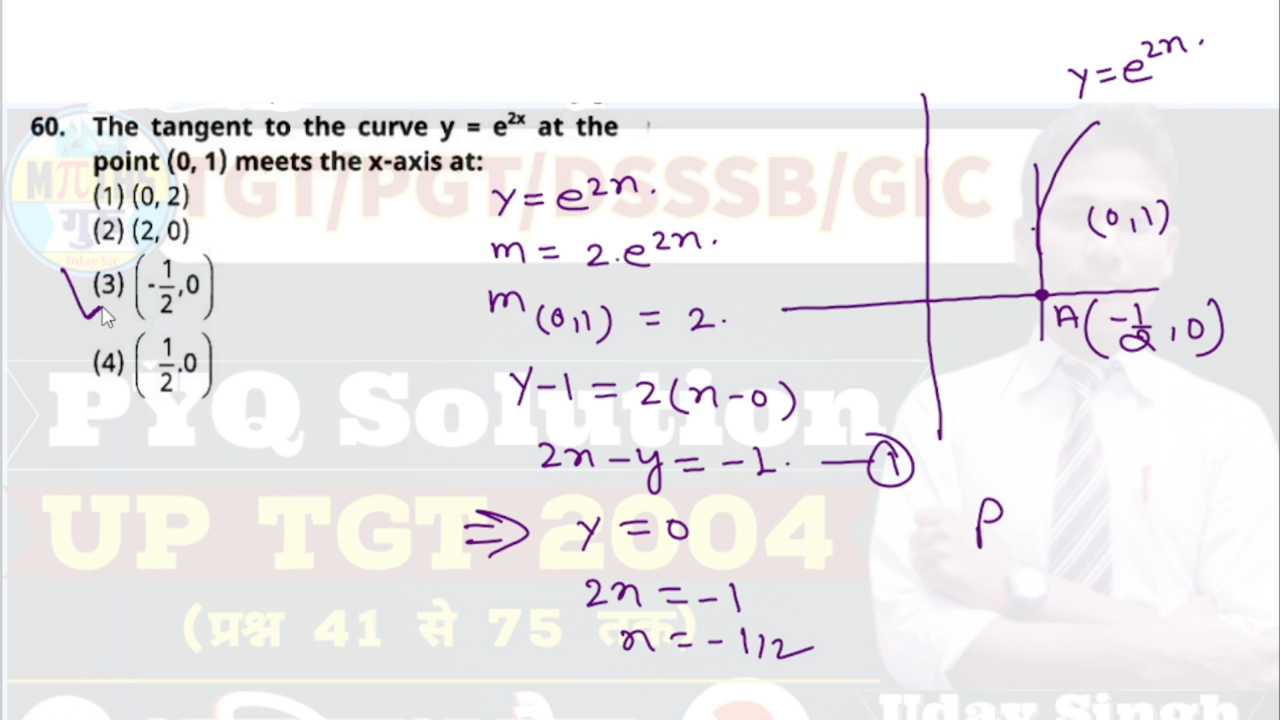 60. The tangent to the curve y = e^2x at the
point (0, 1) meets the x-axis at:
(1) (0, 2)
(2) (2, 0)
(3) (-1/2,0)
(4) (1/2.0)
y = e^2n.
m = 2.e^2n.
m(0,1) = 2.
y-1 = 2(n-0)
2n-y = -1. — 1
⇒ y = 0
2n = -1
n = -1/2
y = e^2n.
(0,1)
A(-1/2, 0)
P
Mπ
गुरु
Uday Sir
TGT/PGT/DSSSB/GIC
PYQ Solution
UP TGT 2004
(प्रश्न 41 से 75 तक)
Uday Singh